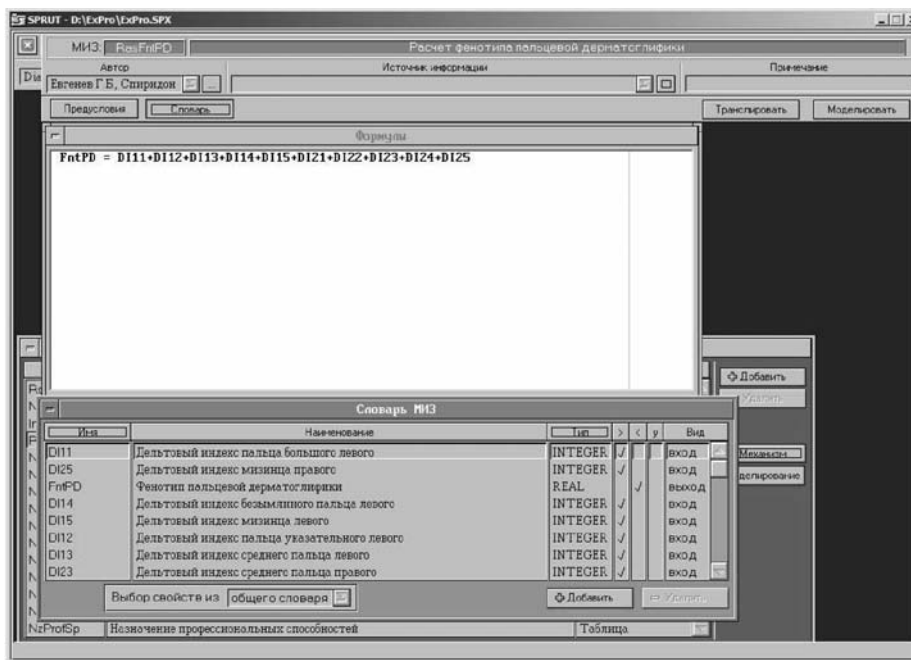 SPRUT - D:\ExPro\ExPro.SPX
МИЗ: RasFntPD Расчет фенотипа пальцевой дерматоглифики
Dia
Автор Источник информации Примечание
Евгенев Г.Б, Спиридон ...
Предусловия Словарь Транслировать Моделировать
Формулы
FntPD = DI11+DI12+DI13+DI14+DI15+DI21+DI22+DI23+DI24+DI25
Добавить
Удалить
Словарь МИЗ
Имя Наименование Тип > < у Вид
DI11 Дельтовый индекс пальца большого левого INTEGER √ вход
Механизм
DI25 Дельтовый индекс мизинца правого INTEGER √ вход
делирование
FntPD Фенотип пальцевой дерматоглифики REAL √ выход
DI14 Дельтовый индекс безымянного пальца левого INTEGER √ вход
DI15 Дельтовый индекс мизинца левого INTEGER √ вход
DI12 Дельтовый индекс пальца указательного левого INTEGER √ вход
DI13 Дельтовый индекс среднего пальца левого INTEGER √ вход
DI23 Дельтовый индекс среднего пальца правого INTEGER √ вход
Выбор свойств из общего словаря Добавить Удалить
NzProfSp Назначение профессиональных способностей Таблица